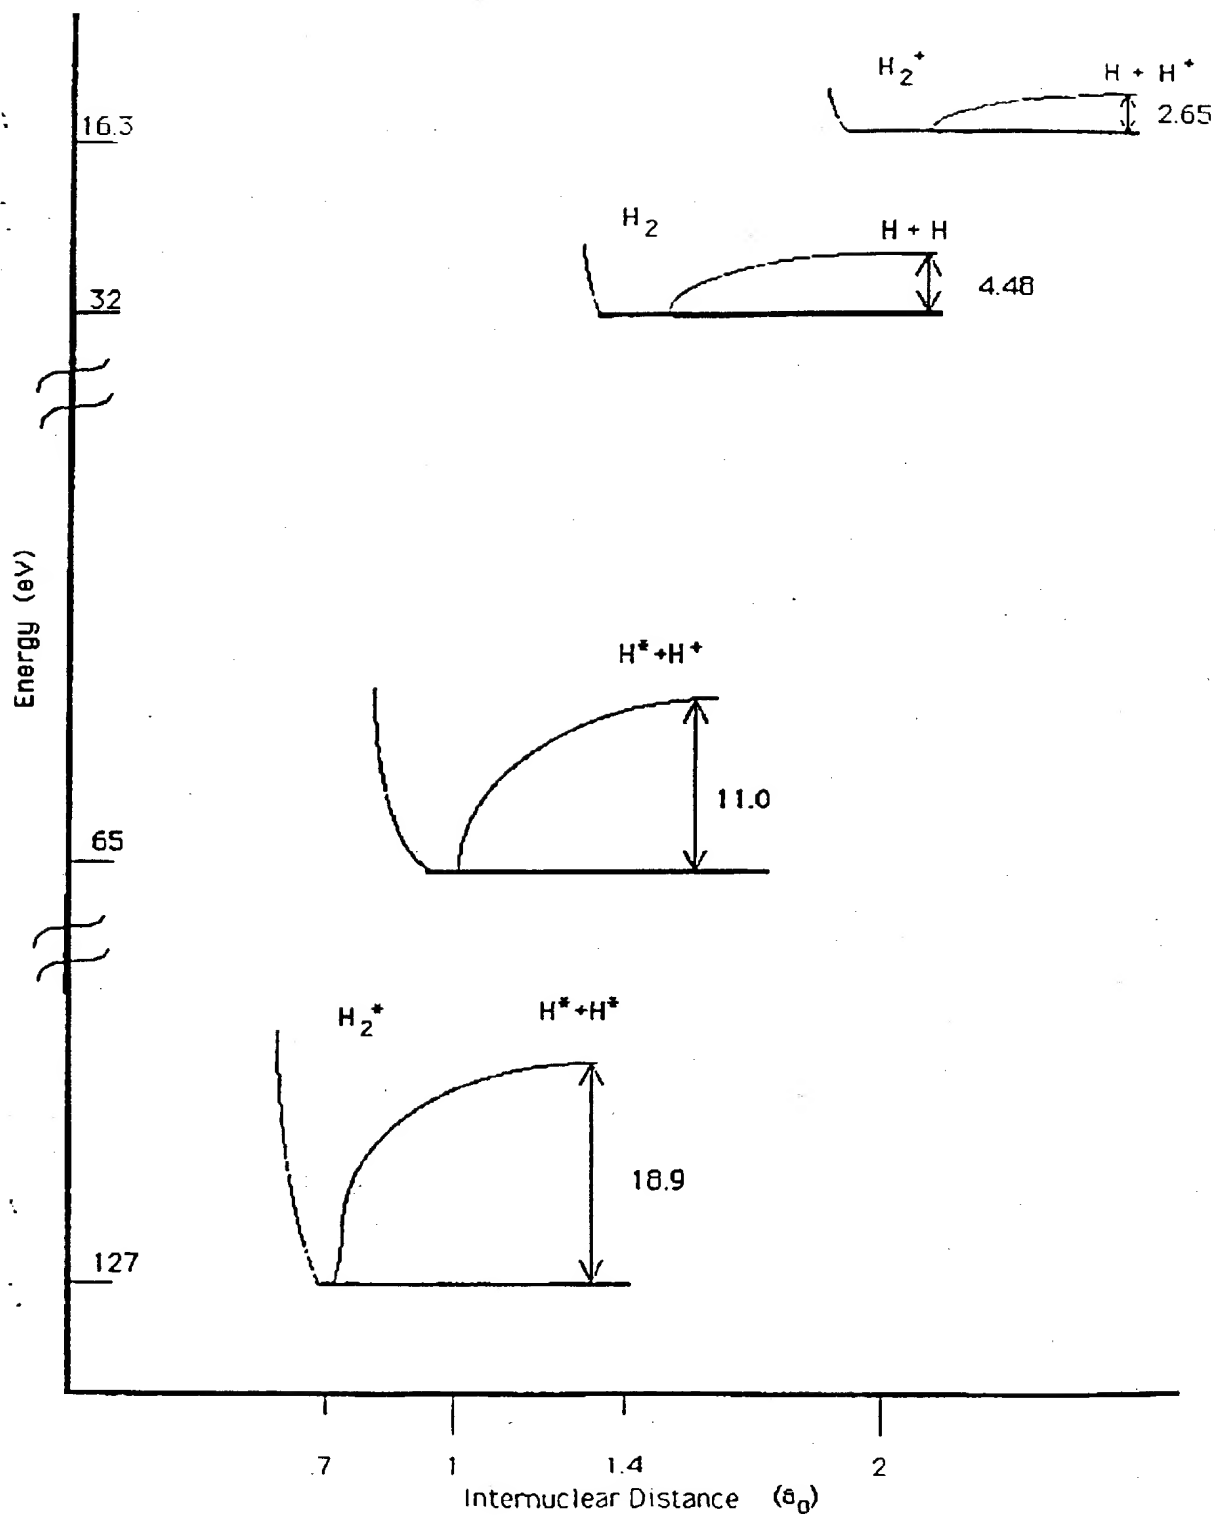 H₂⁺
H + H⁺
2.65
16.3
H₂
H + H
4.48
32
Energy (eV)
H*+H⁺
11.0
65
H₂*
H*+H*
18.9
127
.7 1 1.4 2
Internuclear Distance (a₀)